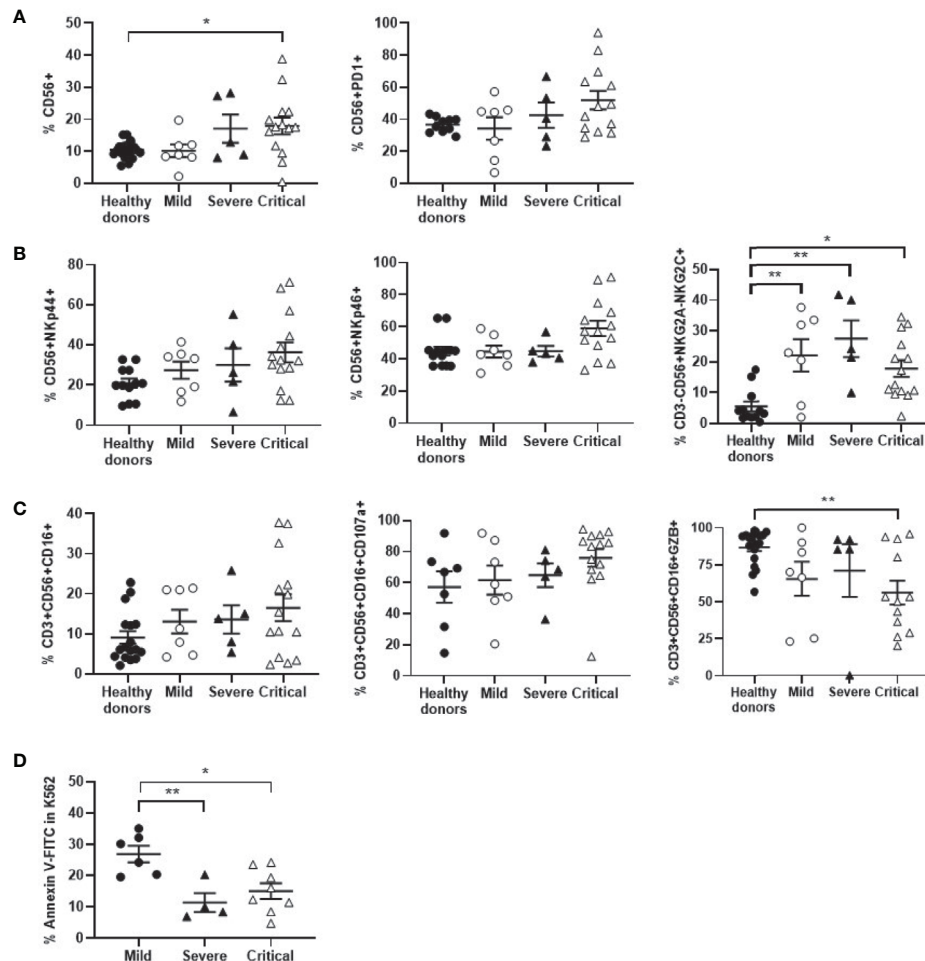 A
% CD56+
50
40
30
20
10
0
*
Healthy donors
Mild
Severe
Critical
% CD56+PD1+
100
80
60
40
20
0
Healthy donors
Mild
Severe
Critical
B
% CD56+NKp44+
80
60
40
20
0
Healthy donors
Mild
Severe
Critical
% CD56+NKp46+
100
80
60
40
20
0
Healthy donors
Mild
Severe
Critical
% CD3-CD56+NKG2A-NKG2C+
50
40
30
20
10
0
*
**
**
Healthy donors
Mild
Severe
Critical
C
% CD3+CD56+CD16+
40
30
20
10
0
Healthy donors
Mild
Severe
Critical
% CD3+CD56+CD16+CD107a+
100
80
60
40
20
0
Healthy donors
Mild
Severe
Critical
% CD3+CD56+CD16+GZB+
100
75
50
25
0
**
Healthy donors
Mild
Severe
Critical
D
% Annexin V-FITC in K562
50
40
30
20
10
0
*
**
Mild
Severe
Critical